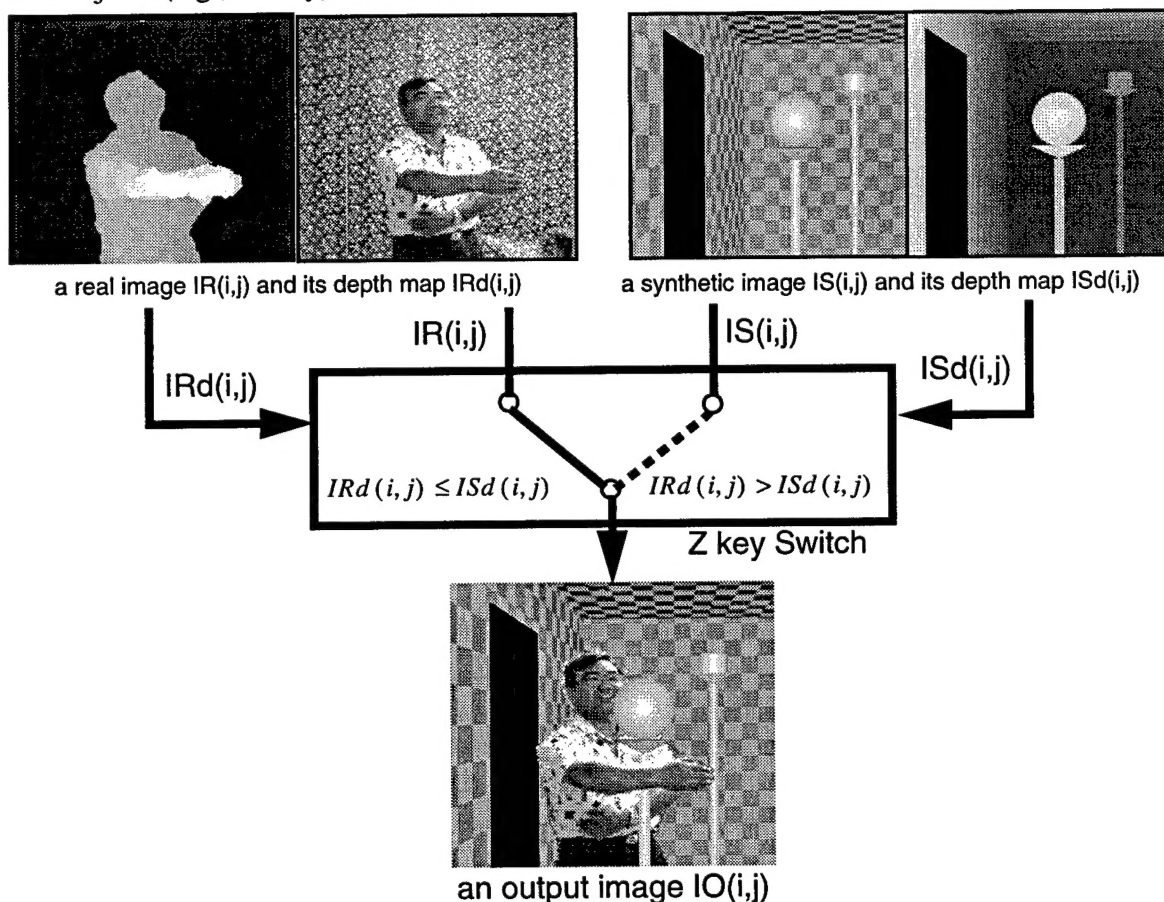 a real image IR(i,j) and its depth map IRd(i,j)
a synthetic image IS(i,j) and its depth map ISd(i,j)
IR(i,j)
IS(i,j)
IRd(i,j)
ISd(i,j)
IRd (i, j) ≤ ISd (i, j)
IRd (i, j) > ISd (i, j)
Z key Switch
an output image IO(i,j)